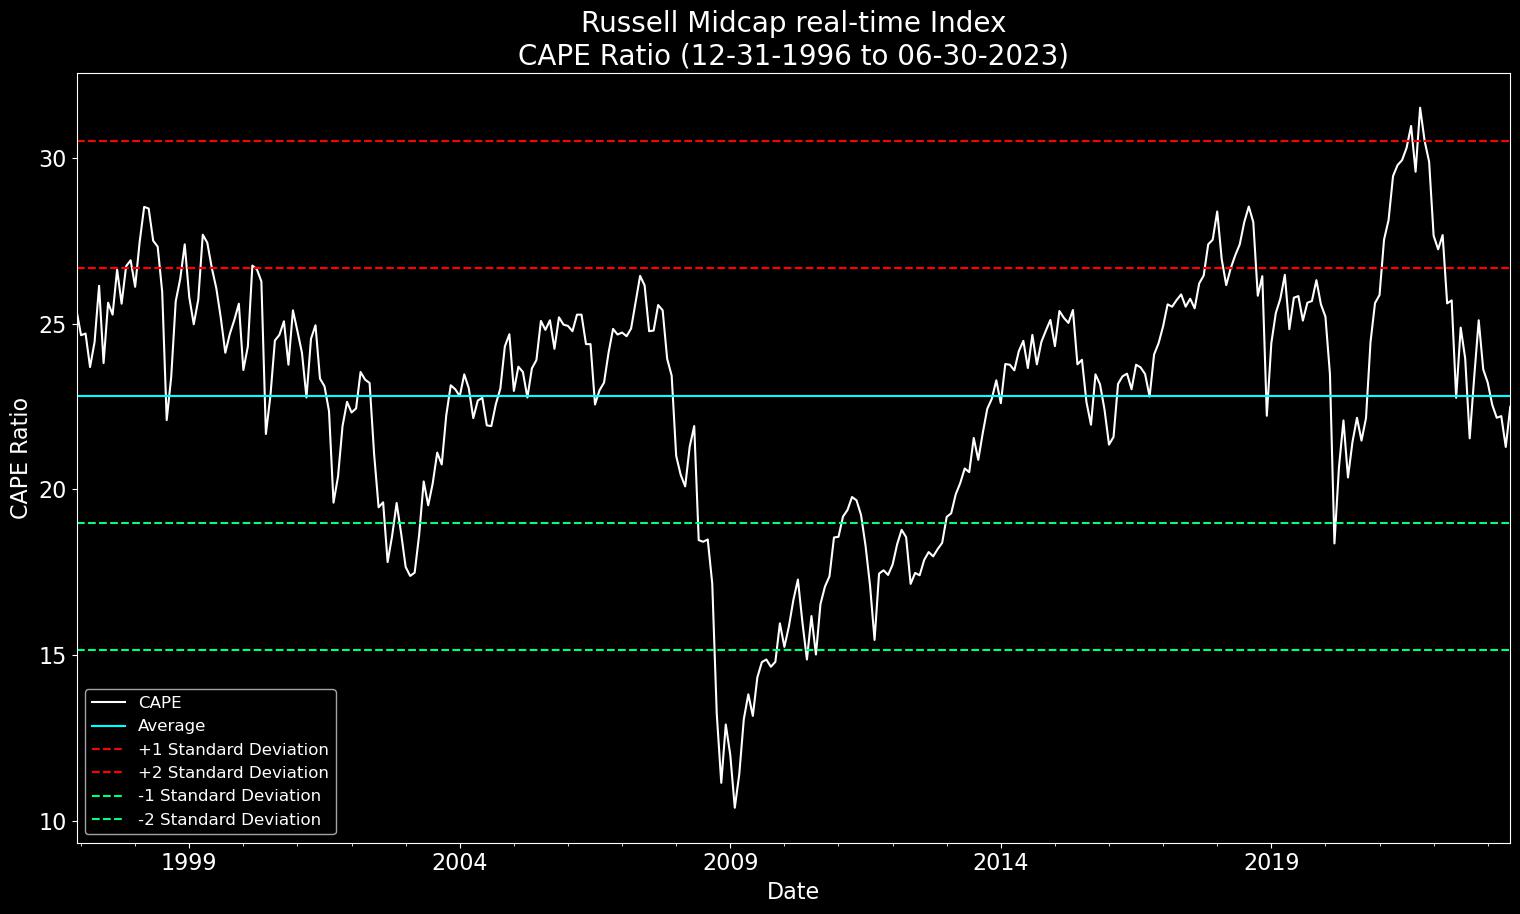 Russell Midcap real-time Index
CAPE Ratio (12-31-1996 to 06-30-2023)
CAPE Ratio
30
25
20
15
10
CAPE
Average
+1 Standard Deviation
+2 Standard Deviation
-1 Standard Deviation
-2 Standard Deviation
1999 2004 2009 2014 2019
Date